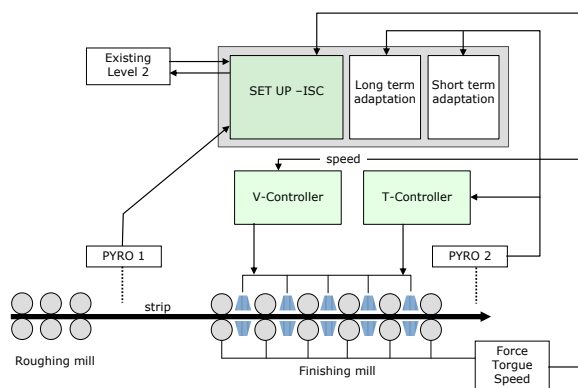 Existing
Level 2
SET UP –ISC
Long term
adaptation
Short term
adaptation
speed
V-Controller
T-Controller
PYRO 1
PYRO 2
strip
Roughing mill
Finishing mill
Force
Torgue
Speed